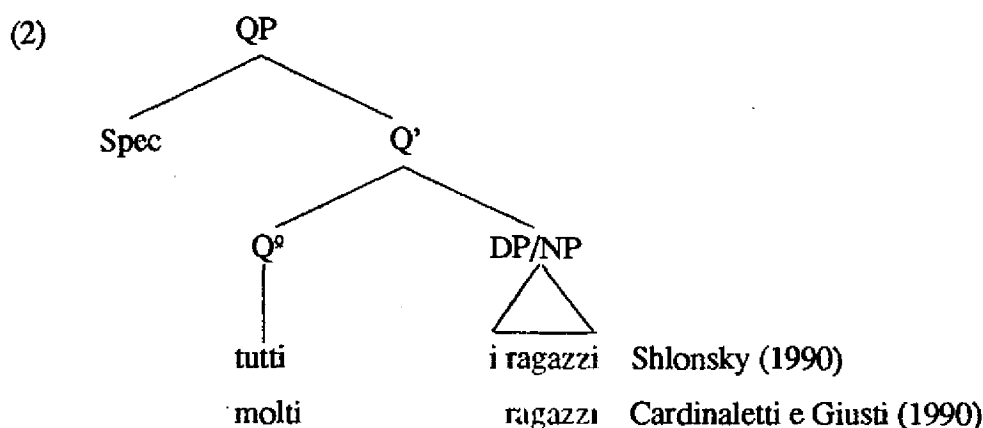 (2) QP
Spec Q'
Qº DP/NP
tutti i ragazzi Shlonsky (1990)
molti ragazzi Cardinaletti e Giusti (1990)